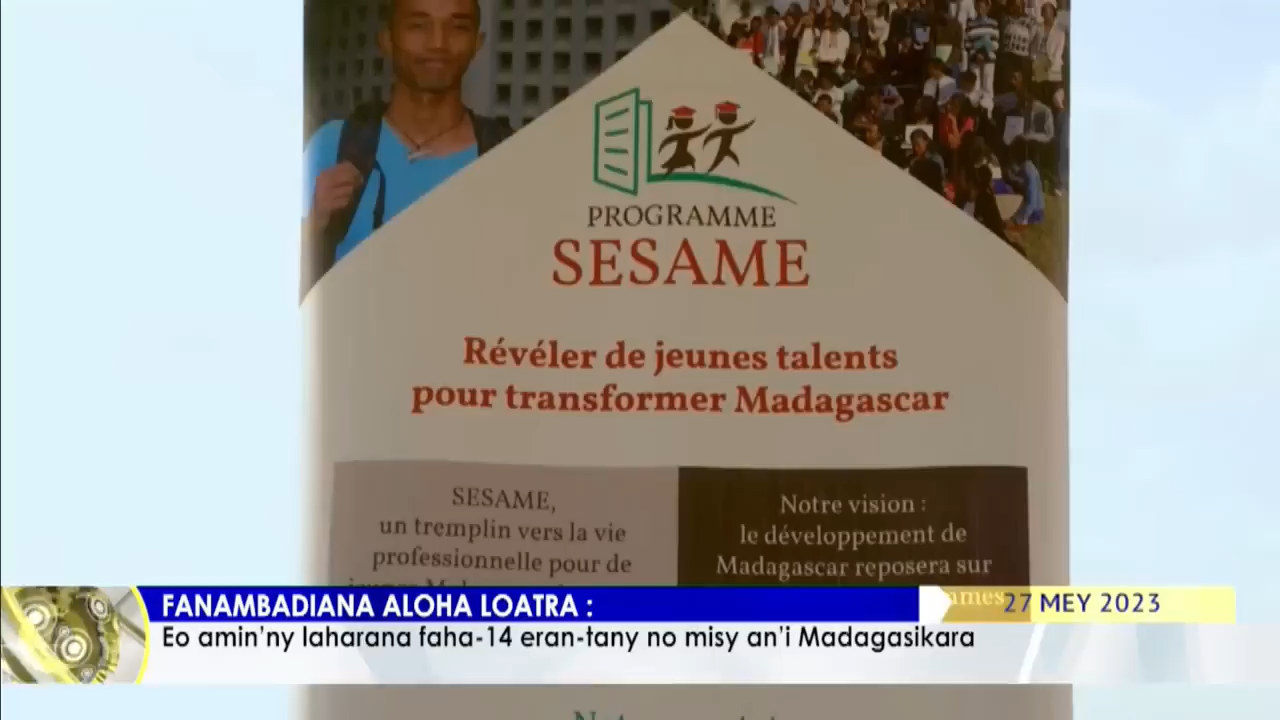 PROGRAMME
SESAME
Révéler de jeunes talents
pour transformer Madagascar
SESAME,
un tremplin vers la vie
professionnelle pour de
Notre vision :
le développement de
Madagascar reposera sur
FANAMBADIANA ALOHA LOATRA :
27 MEY 2023
Eo amin'ny laharana faha-14 eran-tany no misy an'i Madagasikara